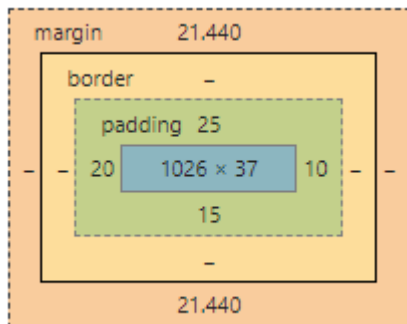 margin 21.440
border –
padding 25
– – 20 1026 × 37 10 – –
15
–
21.440